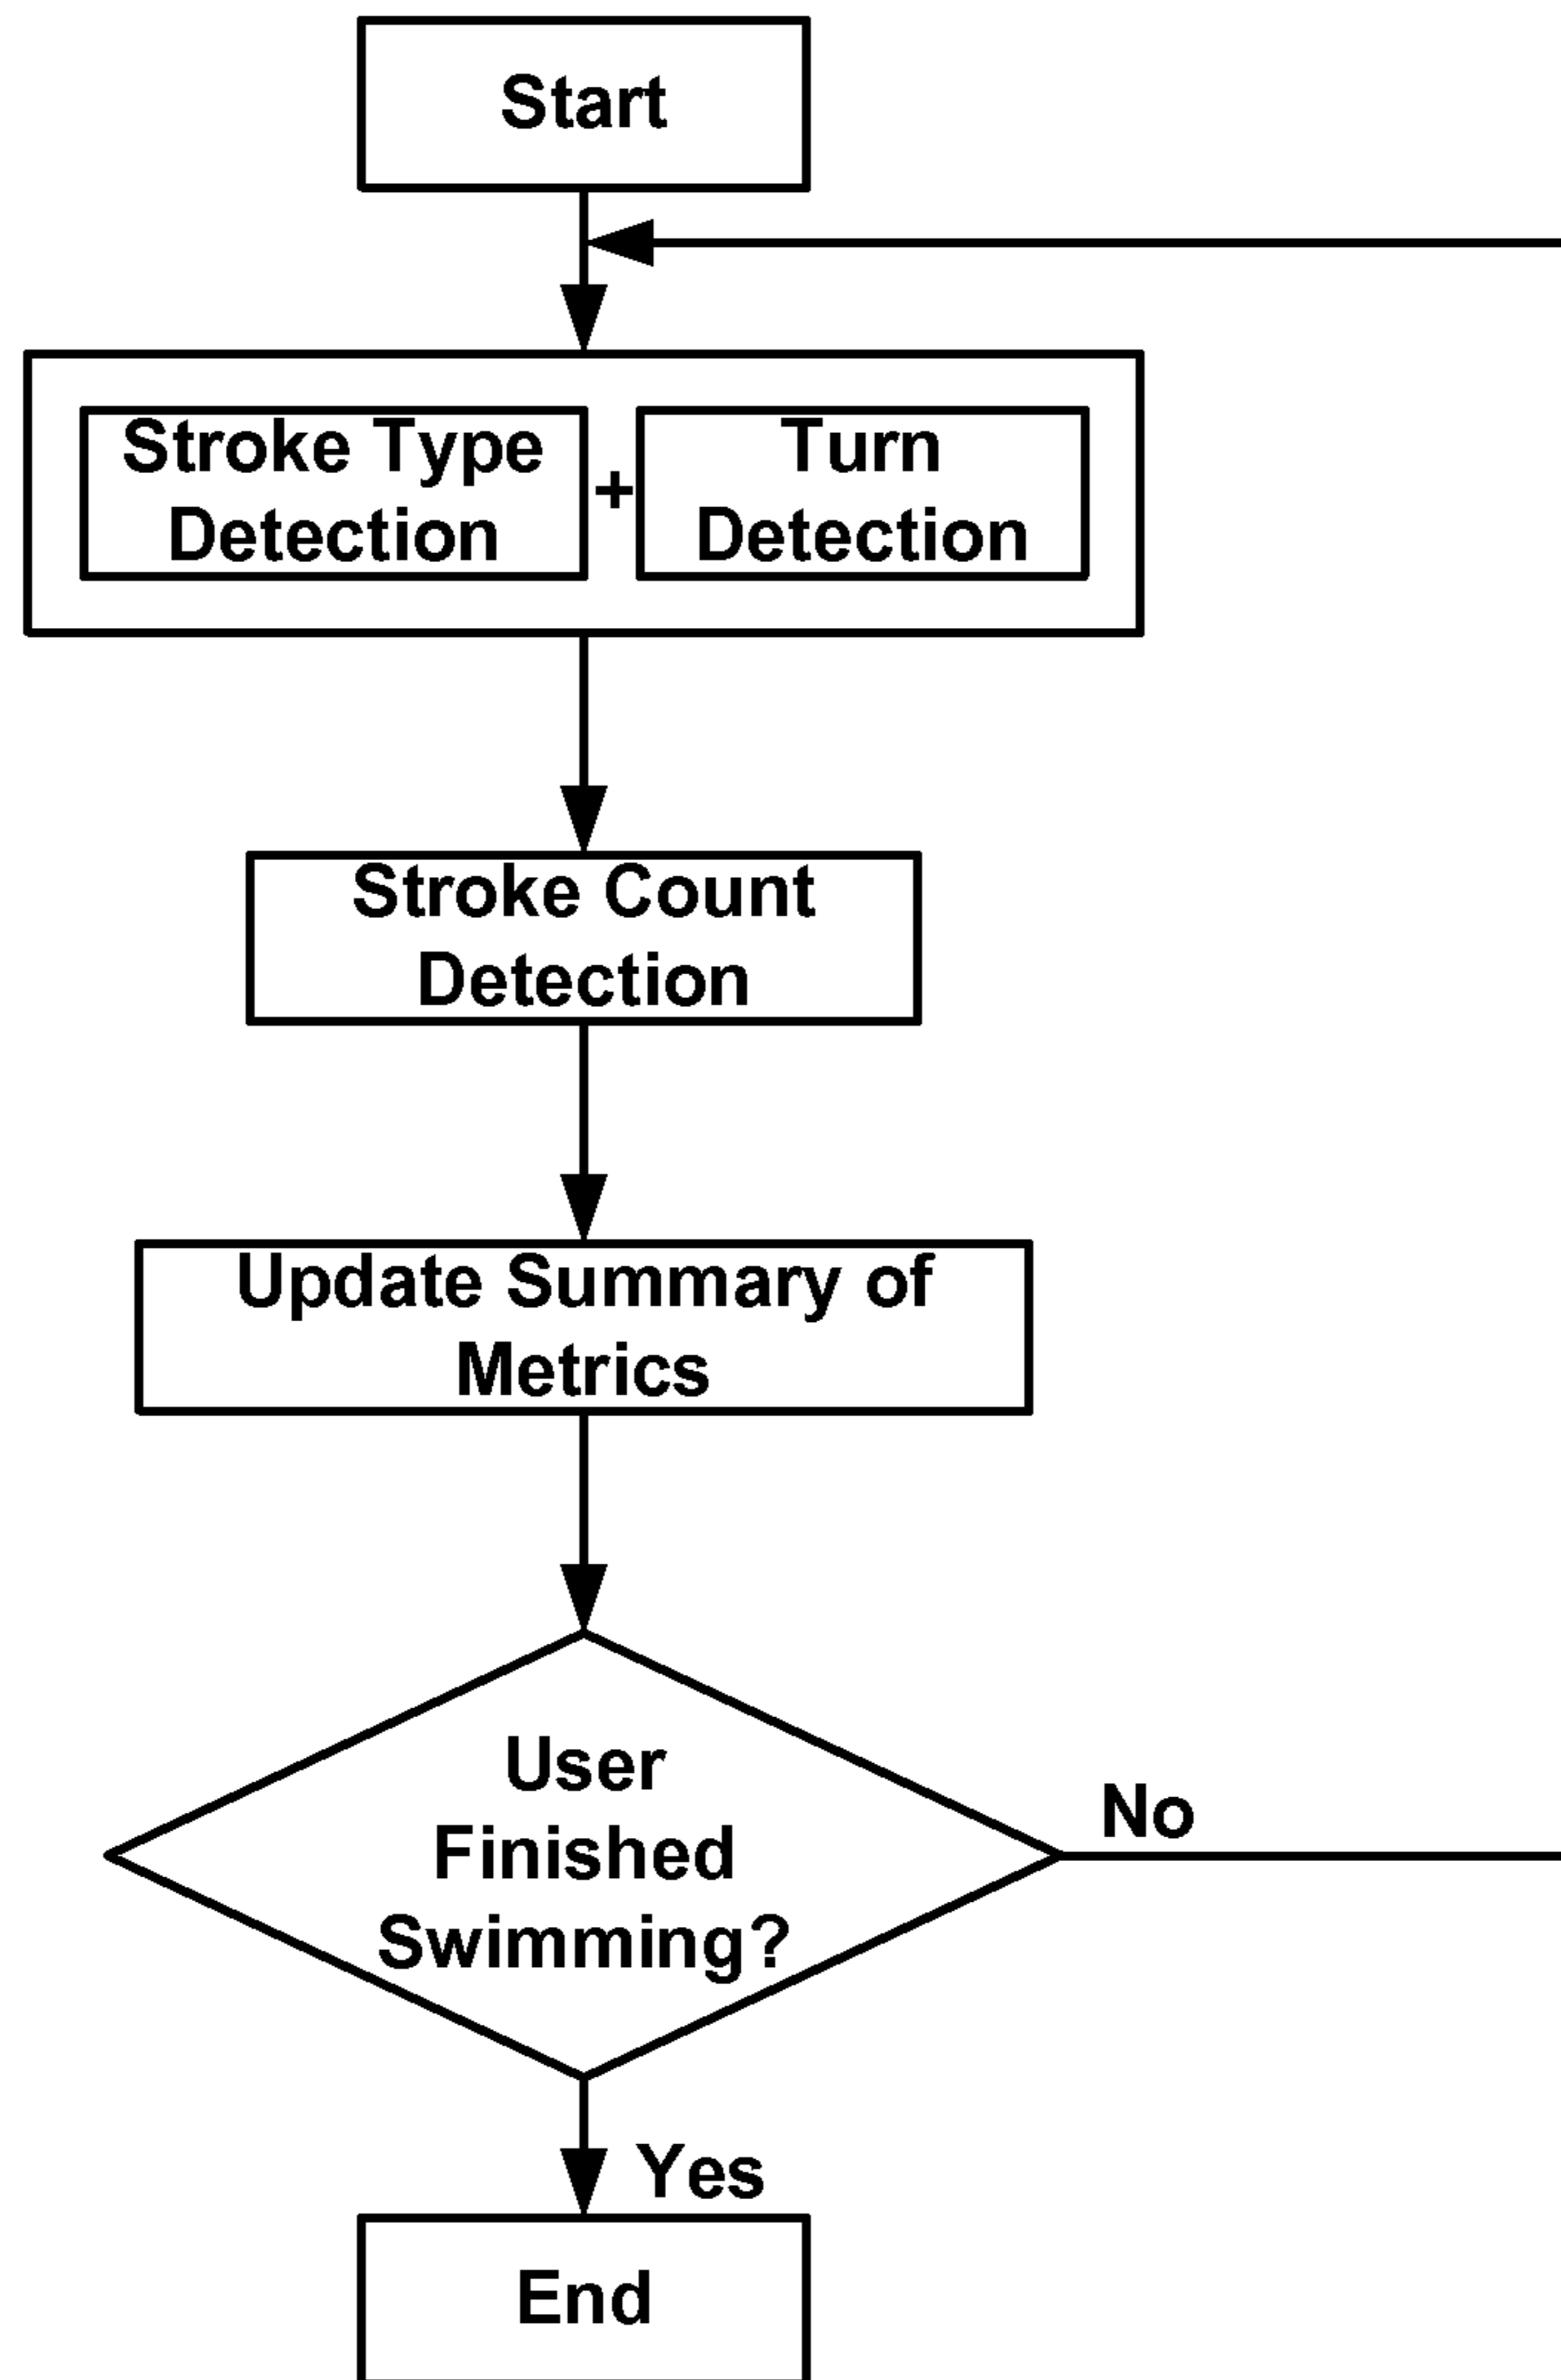 Start
Stroke Type
Detection
+
Turn
Detection
Stroke Count
Detection
Update Summary of
Metrics
User
Finished
Swimming?
No
Yes
End